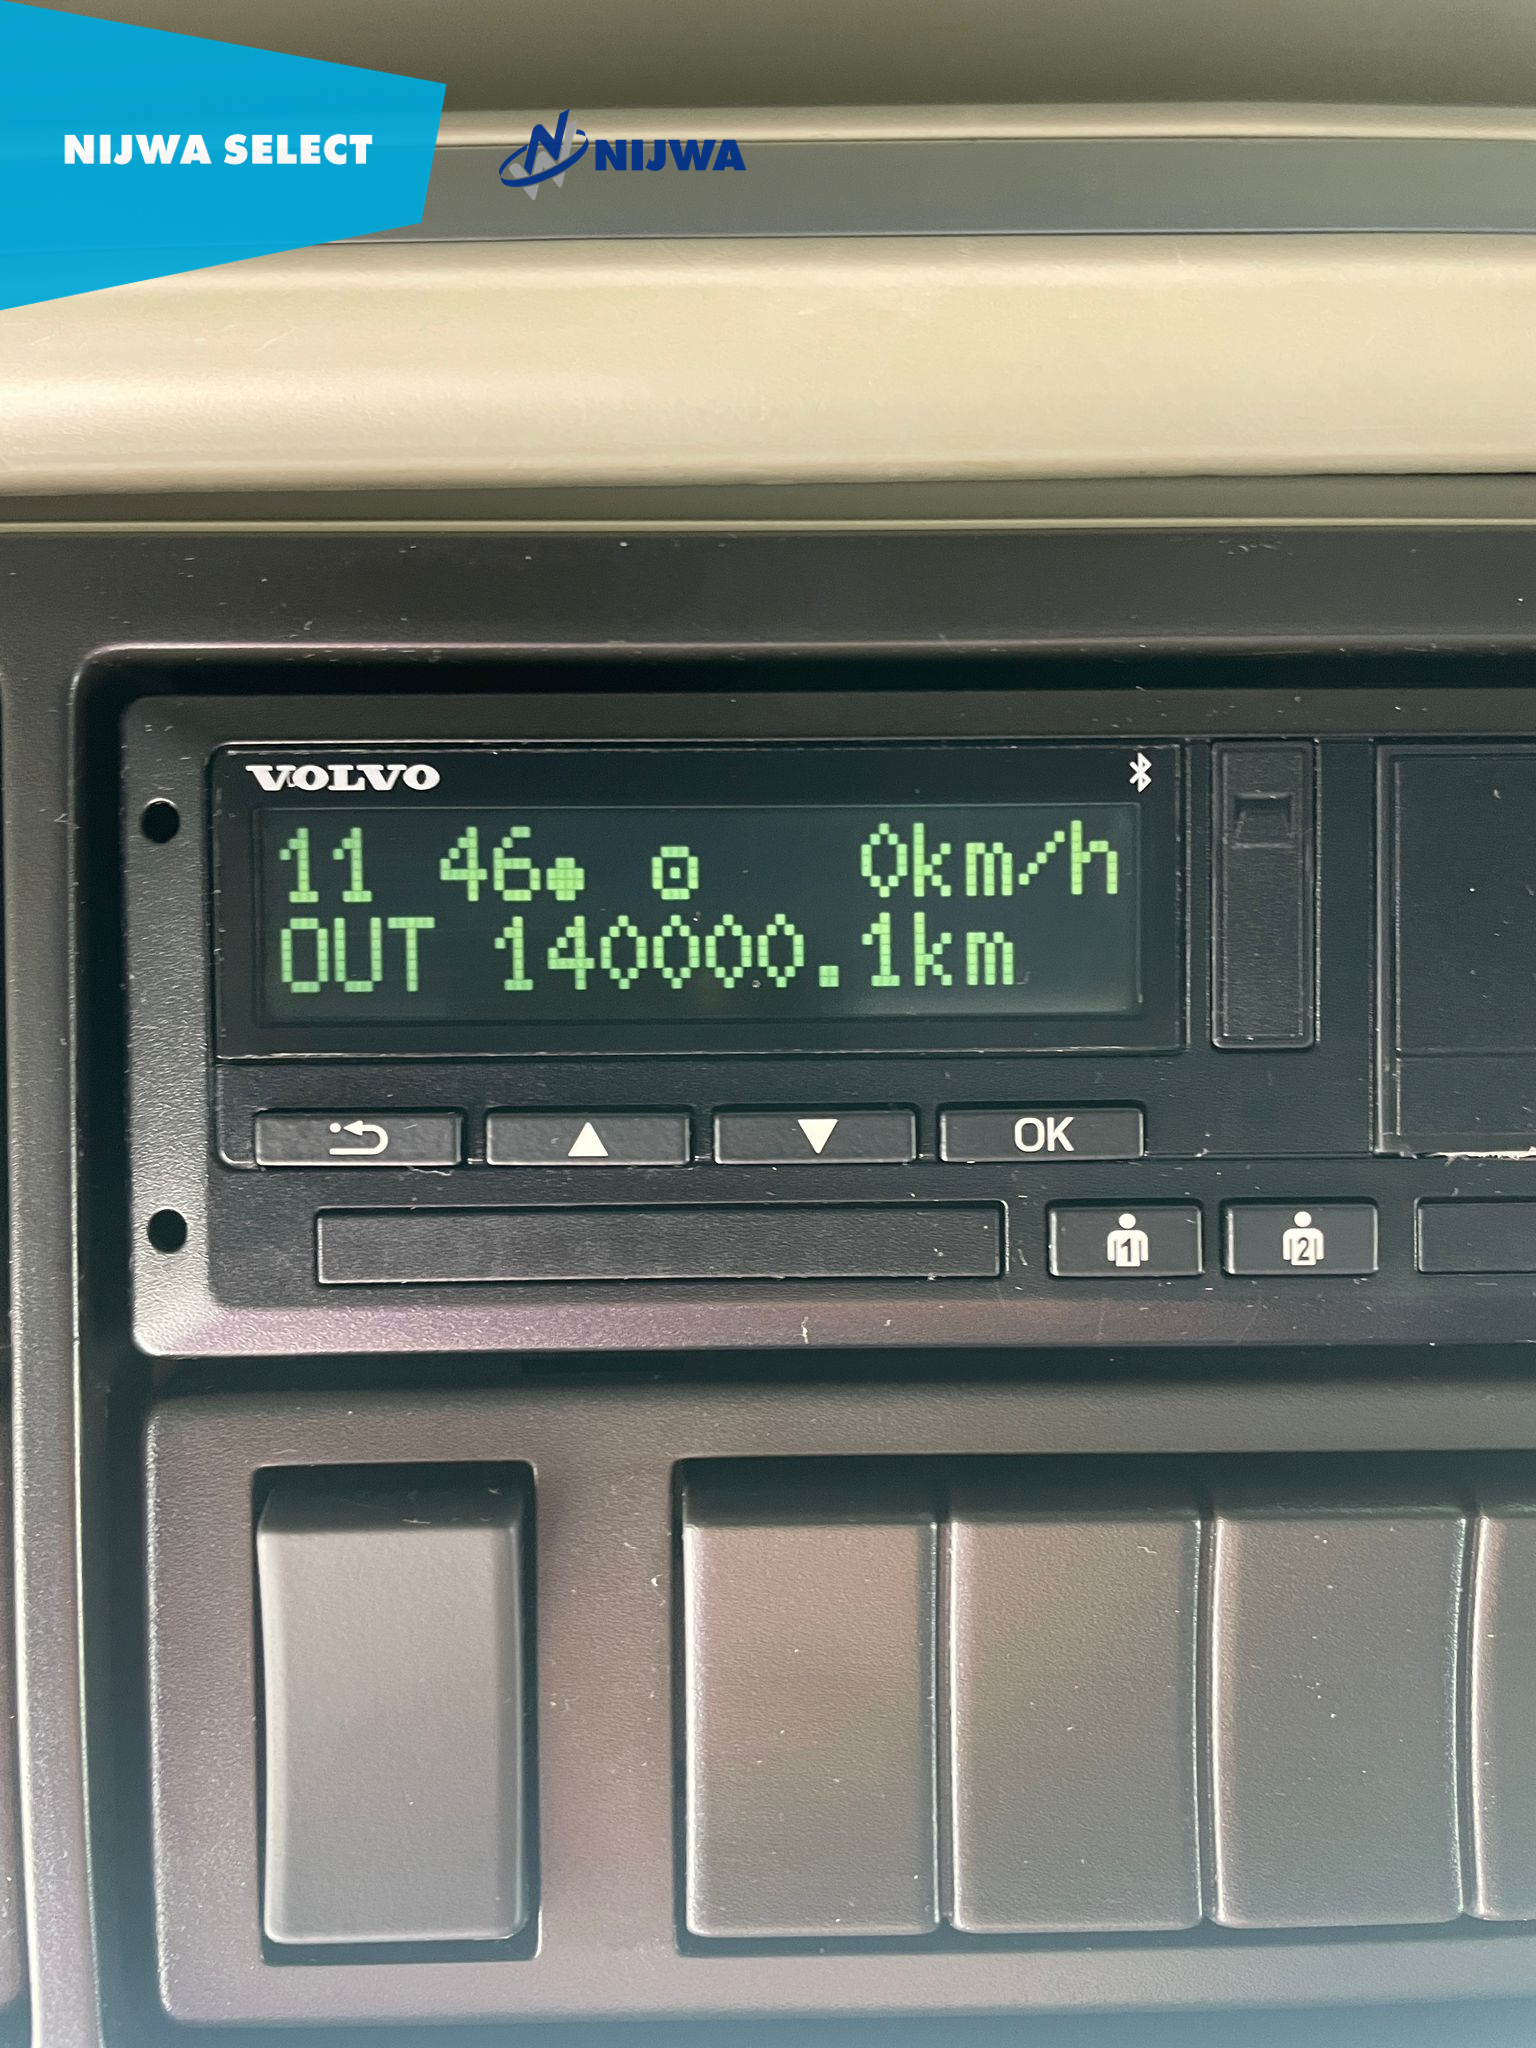 NIJWA SELECT
NIJWA
VOLVO
11 46 0km/h
OUT 140000.1km
OK
1 2